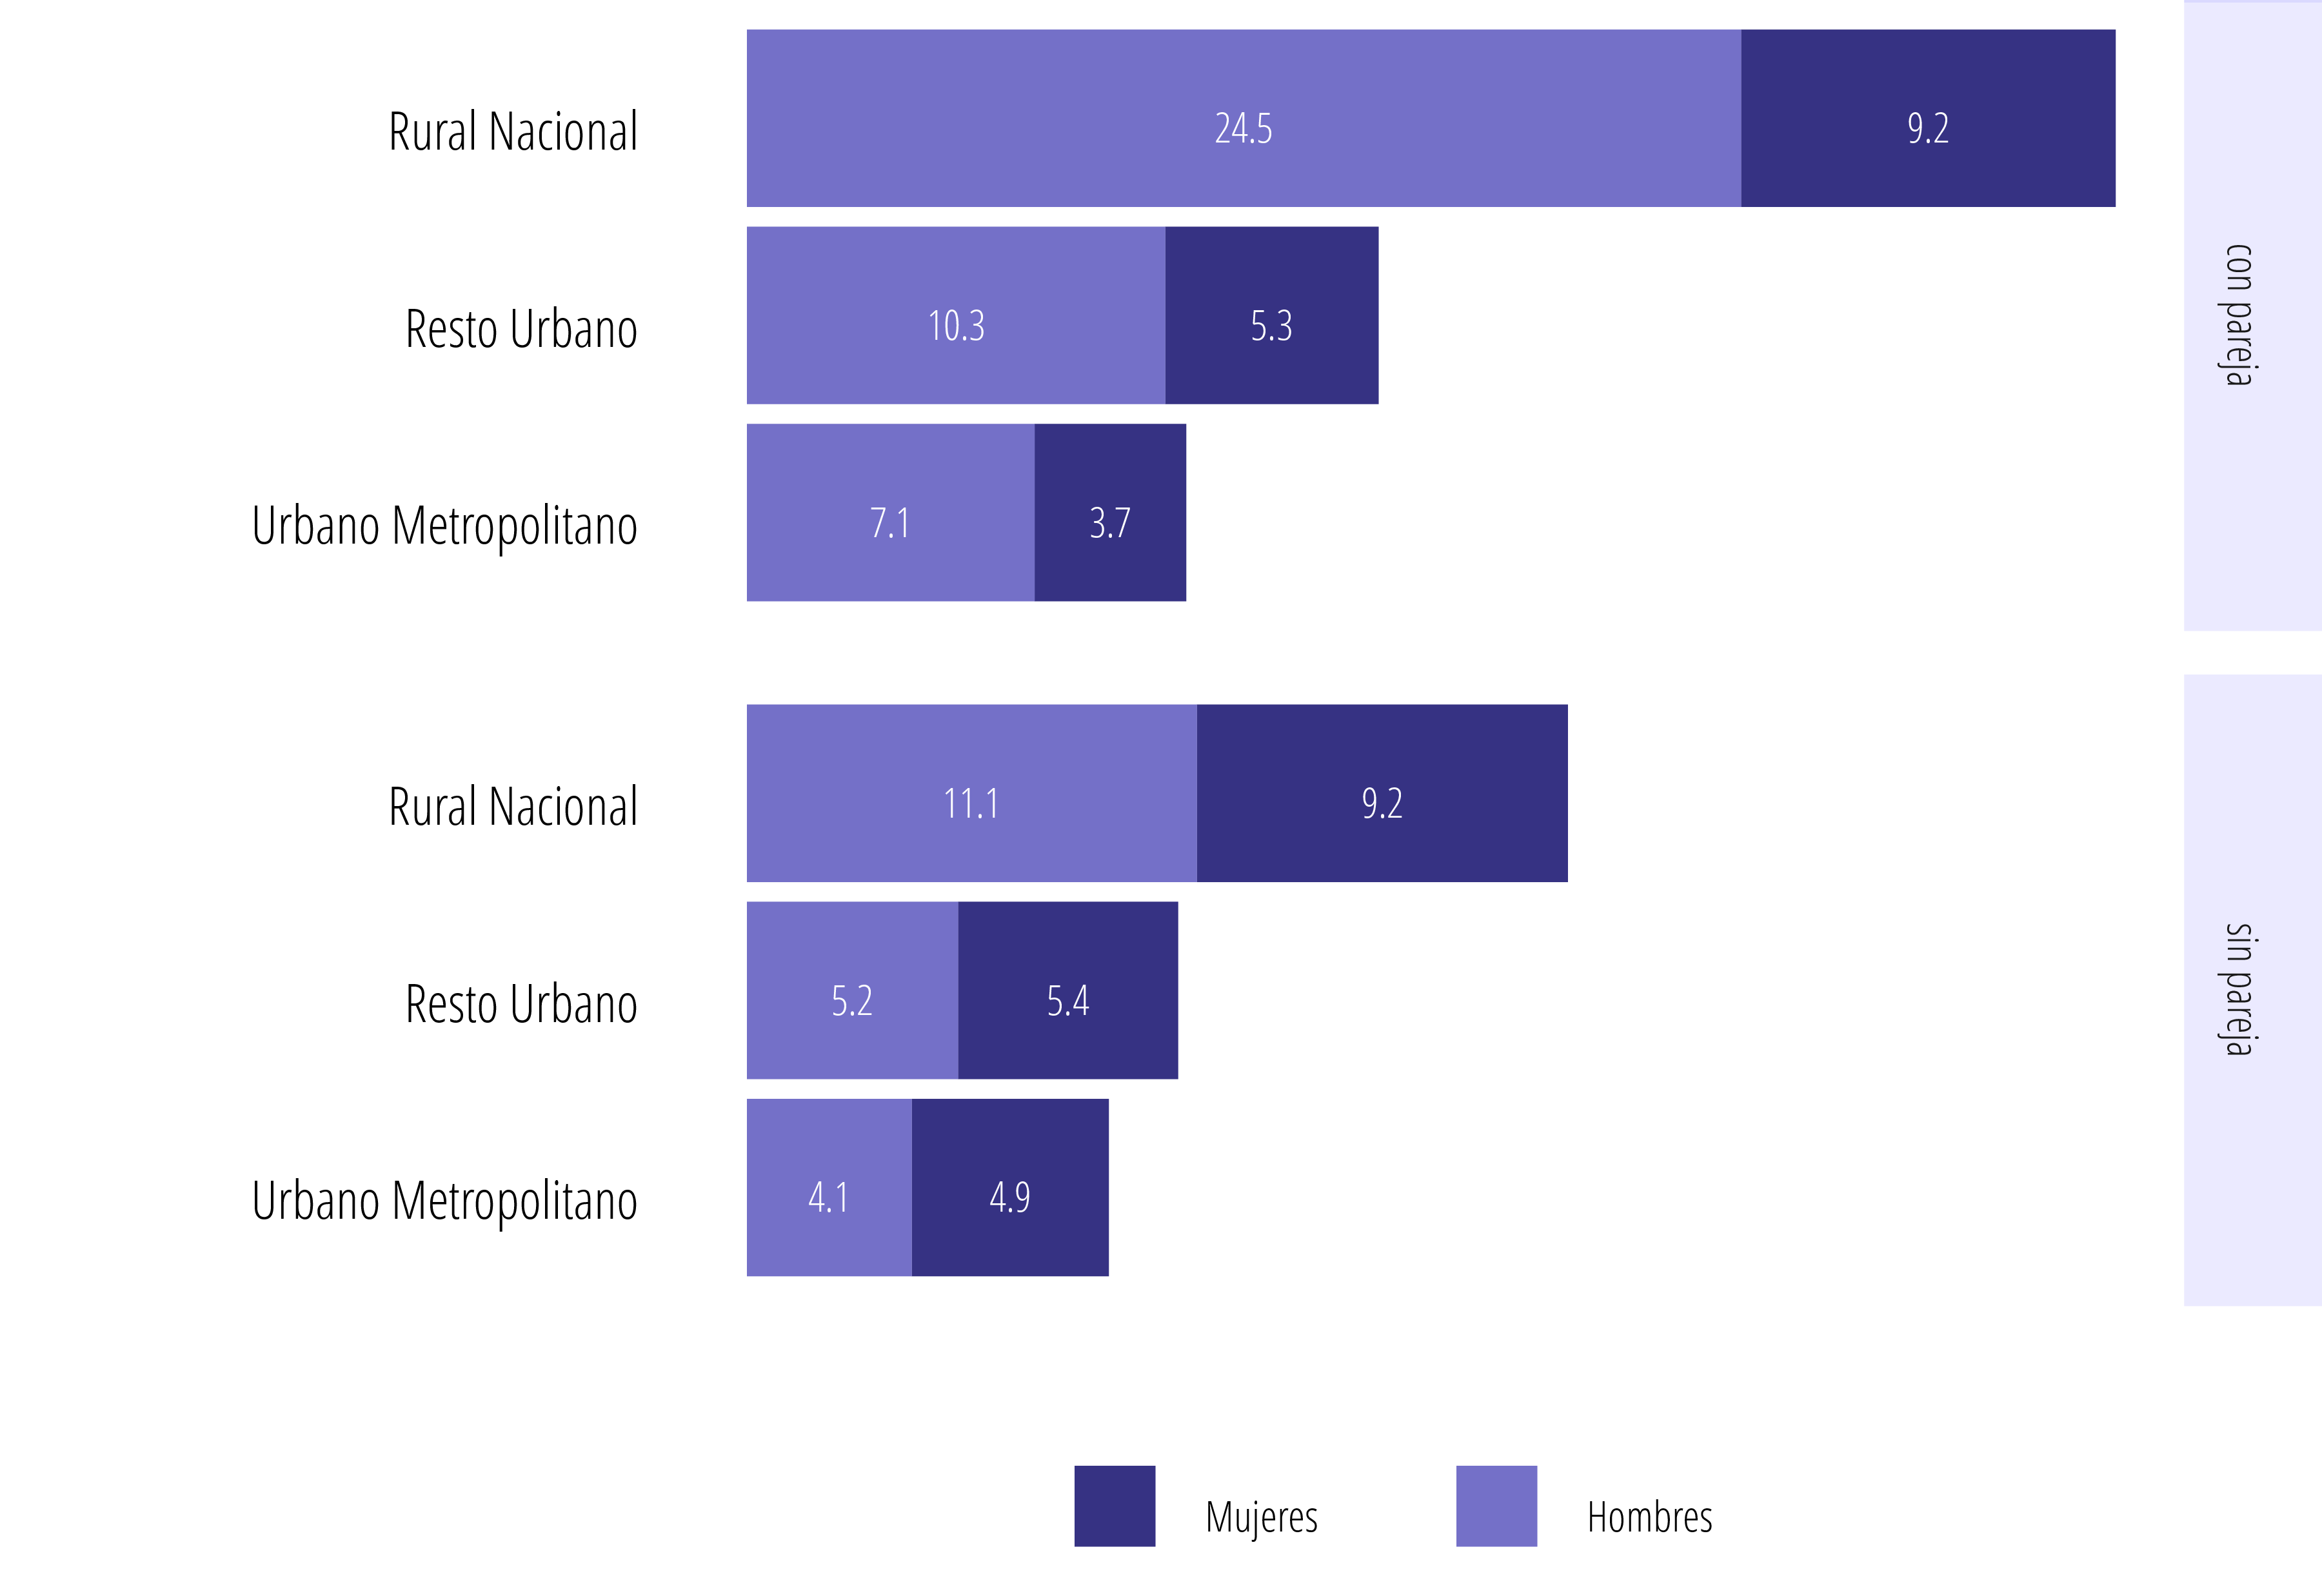 Rural Nacional 24.5 9.2
Resto Urbano 10.3 5.3
Urbano Metropolitano 7.1 3.7
con pareja
Rural Nacional 11.1 9.2
Resto Urbano 5.2 5.4
Urbano Metropolitano 4.1 4.9
sin pareja
Mujeres Hombres